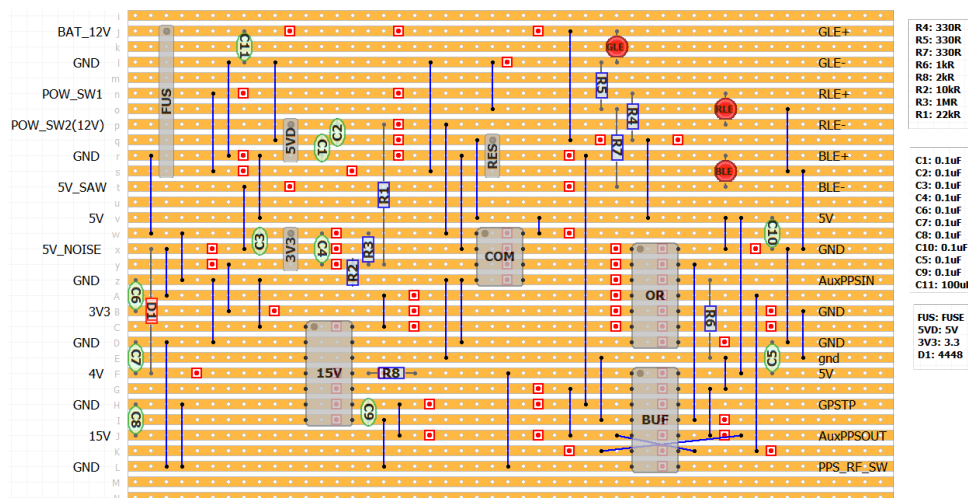 i
BAT_12V j GLE+
C11 GLE
k
GND l GLE-
m
R5
POW_SW1 n RLE+
FUS o RLE
R4
POW_SW2(12V) p RLE-
5VD C1 C2 q RES R7
GND r BLE+
s BLE
5V_SAW t BLE-
R1
u
5V v 5V
w
C3 3V3 C4 R3 C10
5V_NOISE x GND
COM
y
R2
GND z AuxPPSIN
C6 A OR
D1
3V3 B GND
R6
C
GND D GND
C7 E C5 gnd
4V F 15V R8 5V
G
GND H GPSTP
C8 I C9 BUF
15V J AuxPPSOUT
K
GND L PPS_RF_SW
M
R4: 330R
R5: 330R
R7: 330R
R6: 1kR
R8: 2kR
R2: 10kR
R3: 1MR
R1: 22kR
C1: 0.1uF
C2: 0.1uF
C3: 0.1uF
C4: 0.1uF
C6: 0.1uF
C7: 0.1uF
C8: 0.1uF
C10: 0.1uF
C5: 0.1uF
C9: 0.1uF
C11: 100u
FUS: FUSE
5VD: 5V
3V3: 3.3
D1: 4448